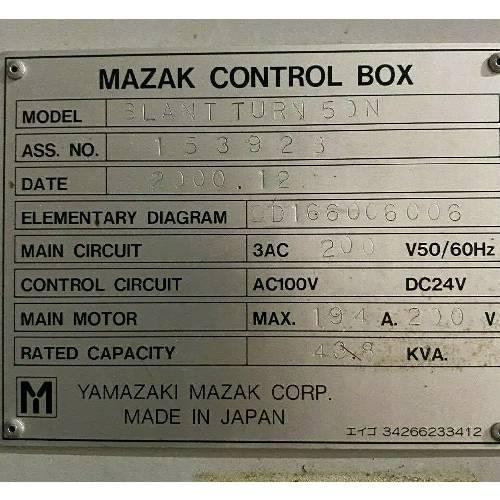 MAZAK CONTROL BOX
MODEL SLANT TURN 50N
ASS. NO. 153923
DATE 2000.12.
ELEMENTARY DIAGRAM
MAIN CIRCUIT 3AC 200 V50/60Hz
CONTROL CIRCUIT AC100V DC24V
MAIN MOTOR MAX. 194 A. 200 V
RATED CAPACITY 43.8 KVA.
YAMAZAKI MAZAK CORP.
MADE IN JAPAN
エイゴ 34266233412